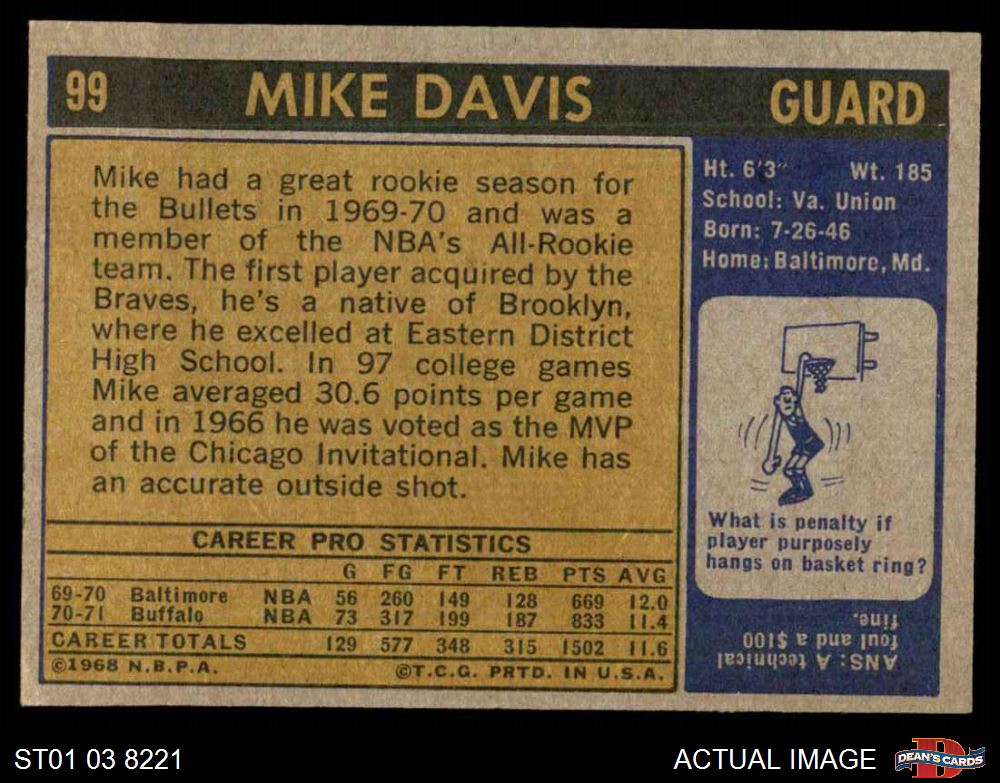 99 MIKE DAVIS GUARD
Mike had a great rookie season for
the Bullets in 1969-70 and was a
member of the NBA's All-Rookie
team. The first player acquired by the
Braves, he's a native of Brooklyn,
where he excelled at Eastern District
High School. In 97 college games
Mike averaged 30.6 points per game
and in 1966 he was voted as the MVP
of the Chicago Invitational. Mike has
an accurate outside shot.
CAREER PRO STATISTICS
G FG FT REB PTS AVG
69-70 Baltimore NBA 56 260 149 128 669 12.0
70-71 Buffalo NBA 73 317 199 187 833 11.4
CAREER TOTALS 129 577 348 315 1502 11.6
©1968 N.B.P.A. ©T.C.G. PRTD. IN U.S.A.
Ht. 6'3" Wt. 185
School: Va. Union
Born: 7-26-46
Home: Baltimore, Md.
What is penalty if
player purposely
hangs on basket ring?
ANS: A technical
foul and a $100
fine.
ST01 03 8221 ACTUAL IMAGE
D
DEAN'S CARDS